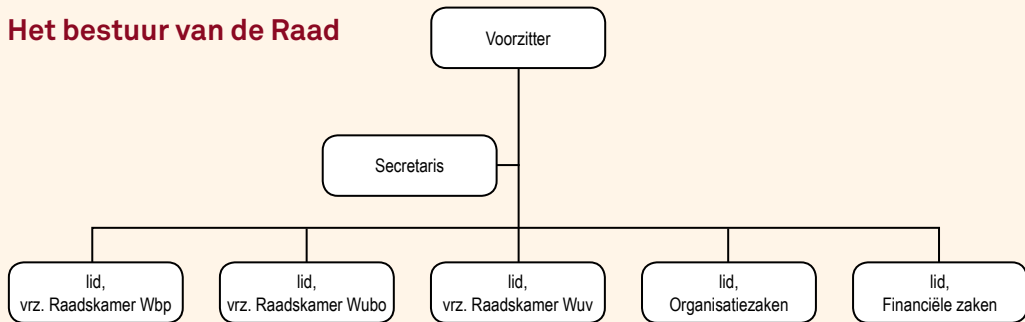 Het bestuur van de Raad
Voorzitter
Secretaris
lid,
vrz. Raadskamer Wbp
lid,
vrz. Raadskamer Wubo
lid,
vrz. Raadskamer Wuv
lid,
Organisatiezaken
lid,
Financiële zaken